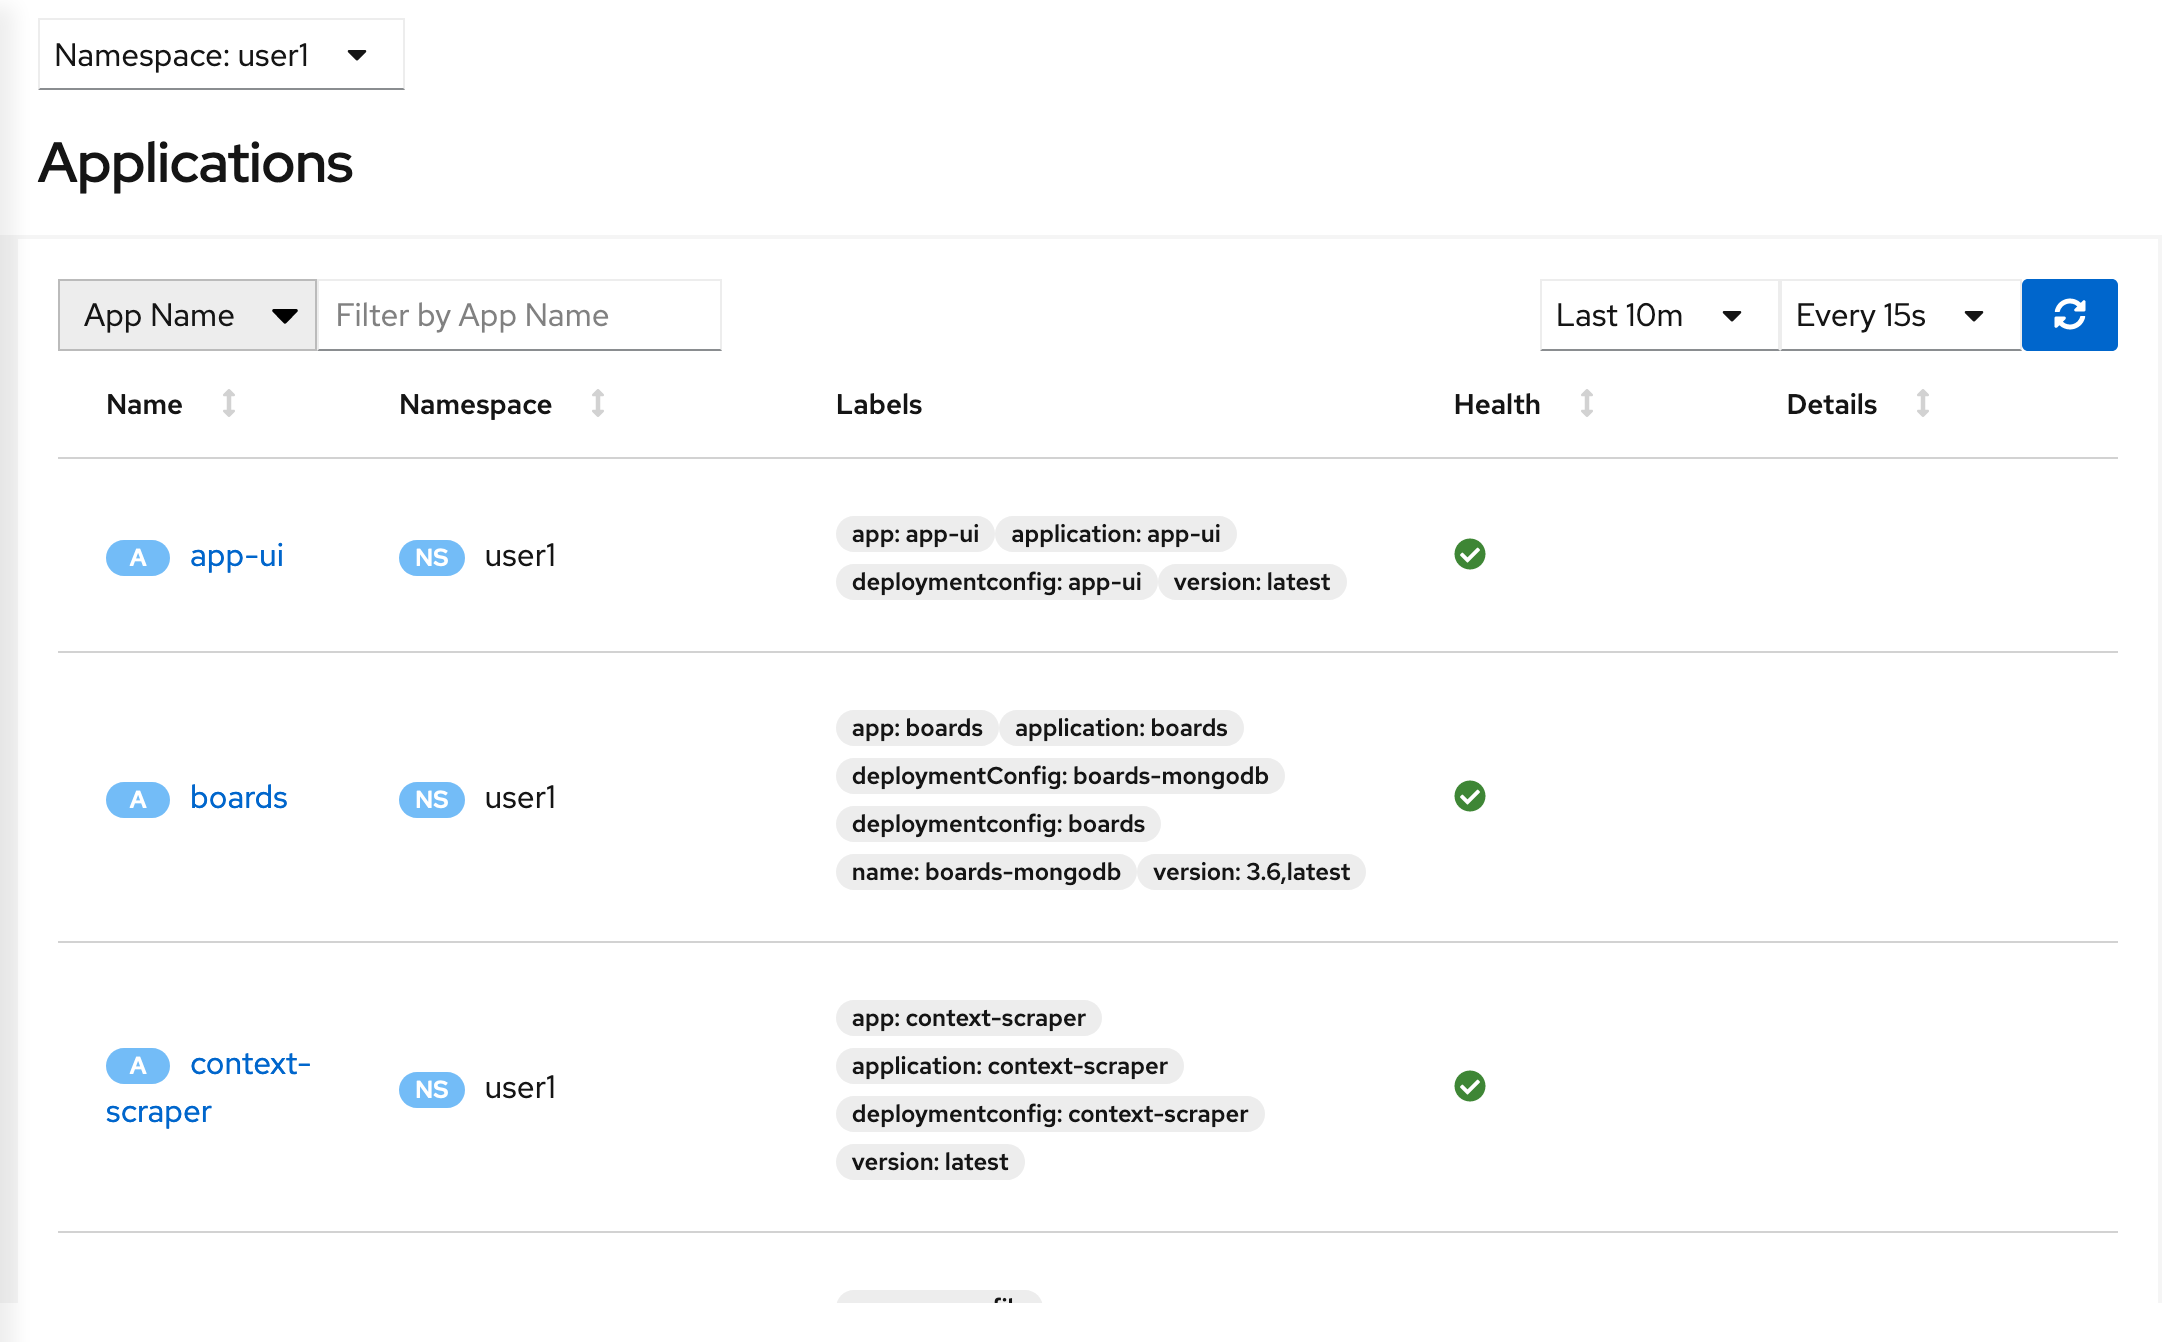 Namespace: user1
Applications
App Name Filter by App Name Last 10m Every 15s
Name Namespace Labels Health Details
A app-ui NS user1
app: app-ui application: app-ui
deploymentconfig: app-ui version: latest
A boards NS user1
app: boards application: boards
deploymentConfig: boards-mongodb
deploymentconfig: boards
name: boards-mongodb version: 3.6,latest
A context-
scraper
NS user1
app: context-scraper
application: context-scraper
deploymentconfig: context-scraper
version: latest